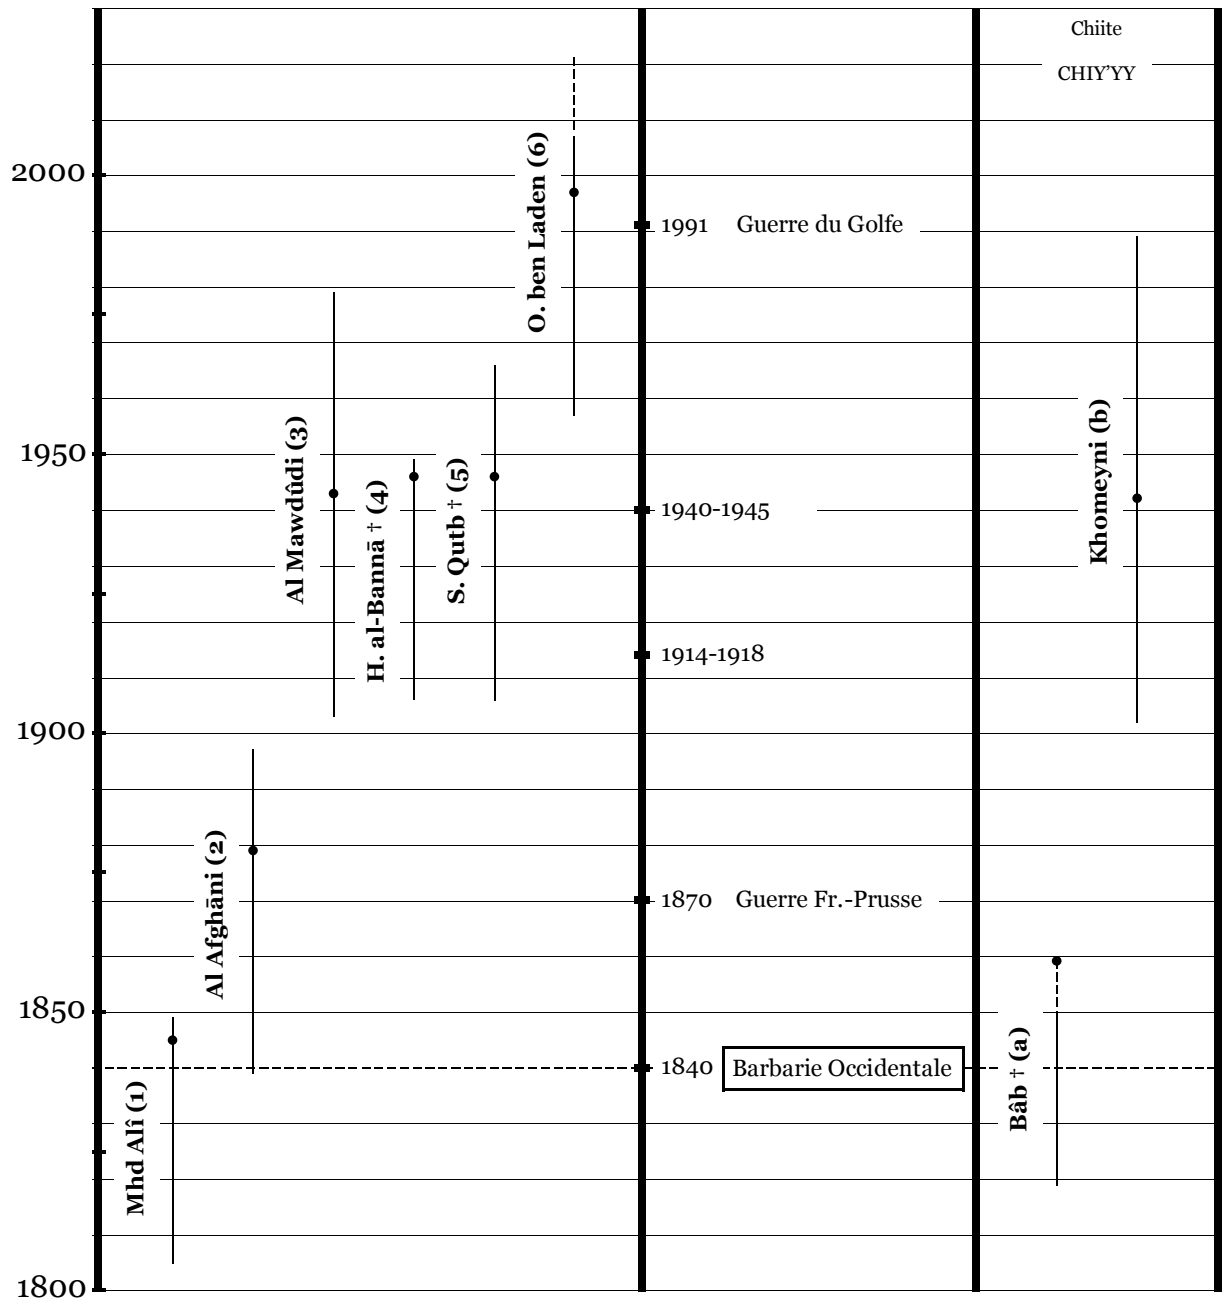 Chiite
CHIY’YY
2000
O. ben Laden (6)
1991 Guerre du Golfe
1950
Al Mawdûdi (3)
H. al-Bannā † (4)
S. Qutb † (5)
Khomeyni (b)
1940-1945
1914-1918
1900
Al Afghāni (2)
1870 Guerre Fr.-Prusse
1850
1840 Barbarie Occidentale
Bâb † (a)
Mhd Alî (1)
1800